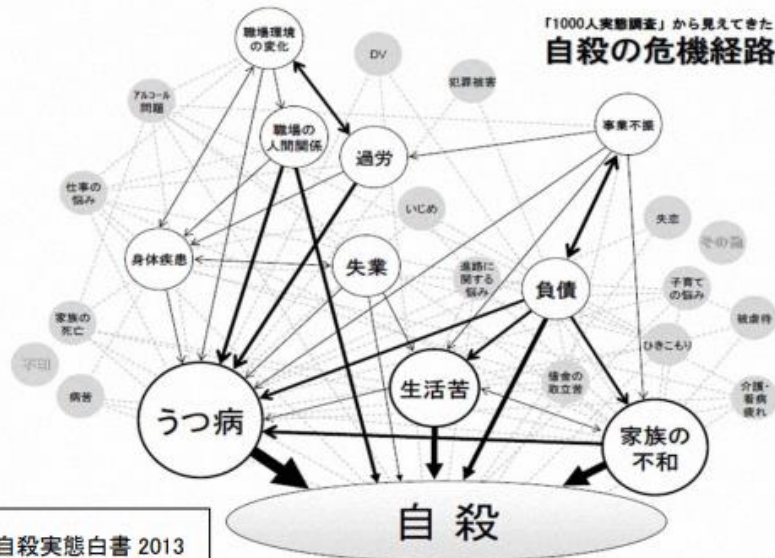 「1000人実態調査」から見えてきた
自殺の危機経路
職場環境
の変化
DV
犯罪被害
アルコール
問題
職場の
人間関係
過労
事業不振
仕事の
悩み
いじめ
失恋
その他
身体疾患
失業
進路に
関する
悩み
負債
子育て
の悩み
家族の
死亡
被虐待
ひきこもり
不明
病苦
うつ病
生活苦
借金の
取立苦
介護・
看病
疲れ
家族の
不和
自殺
自殺実態白書 2013